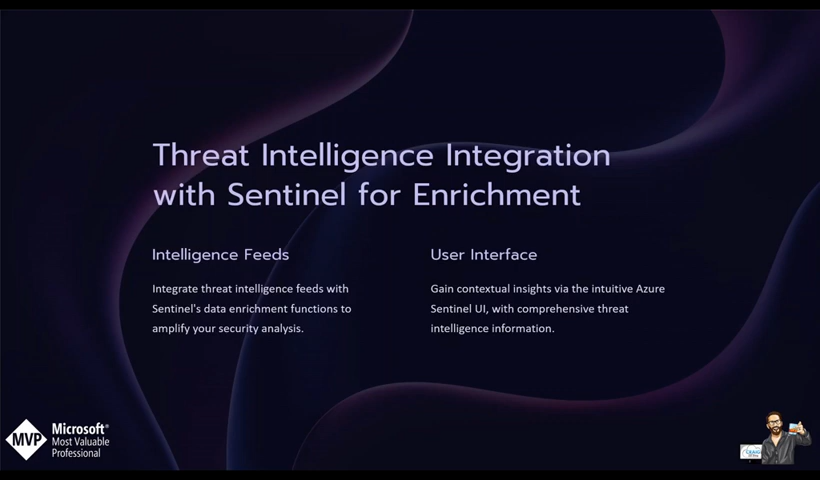 Threat Intelligence Integration
with Sentinel for Enrichment
Intelligence Feeds
Integrate threat intelligence feeds with
Sentinel's data enrichment functions to
amplify your security analysis.
User Interface
Gain contextual insights via the intuitive Azure
Sentinel UI, with comprehensive threat
intelligence information.
MVP
Microsoft®
Most Valuable
Professional